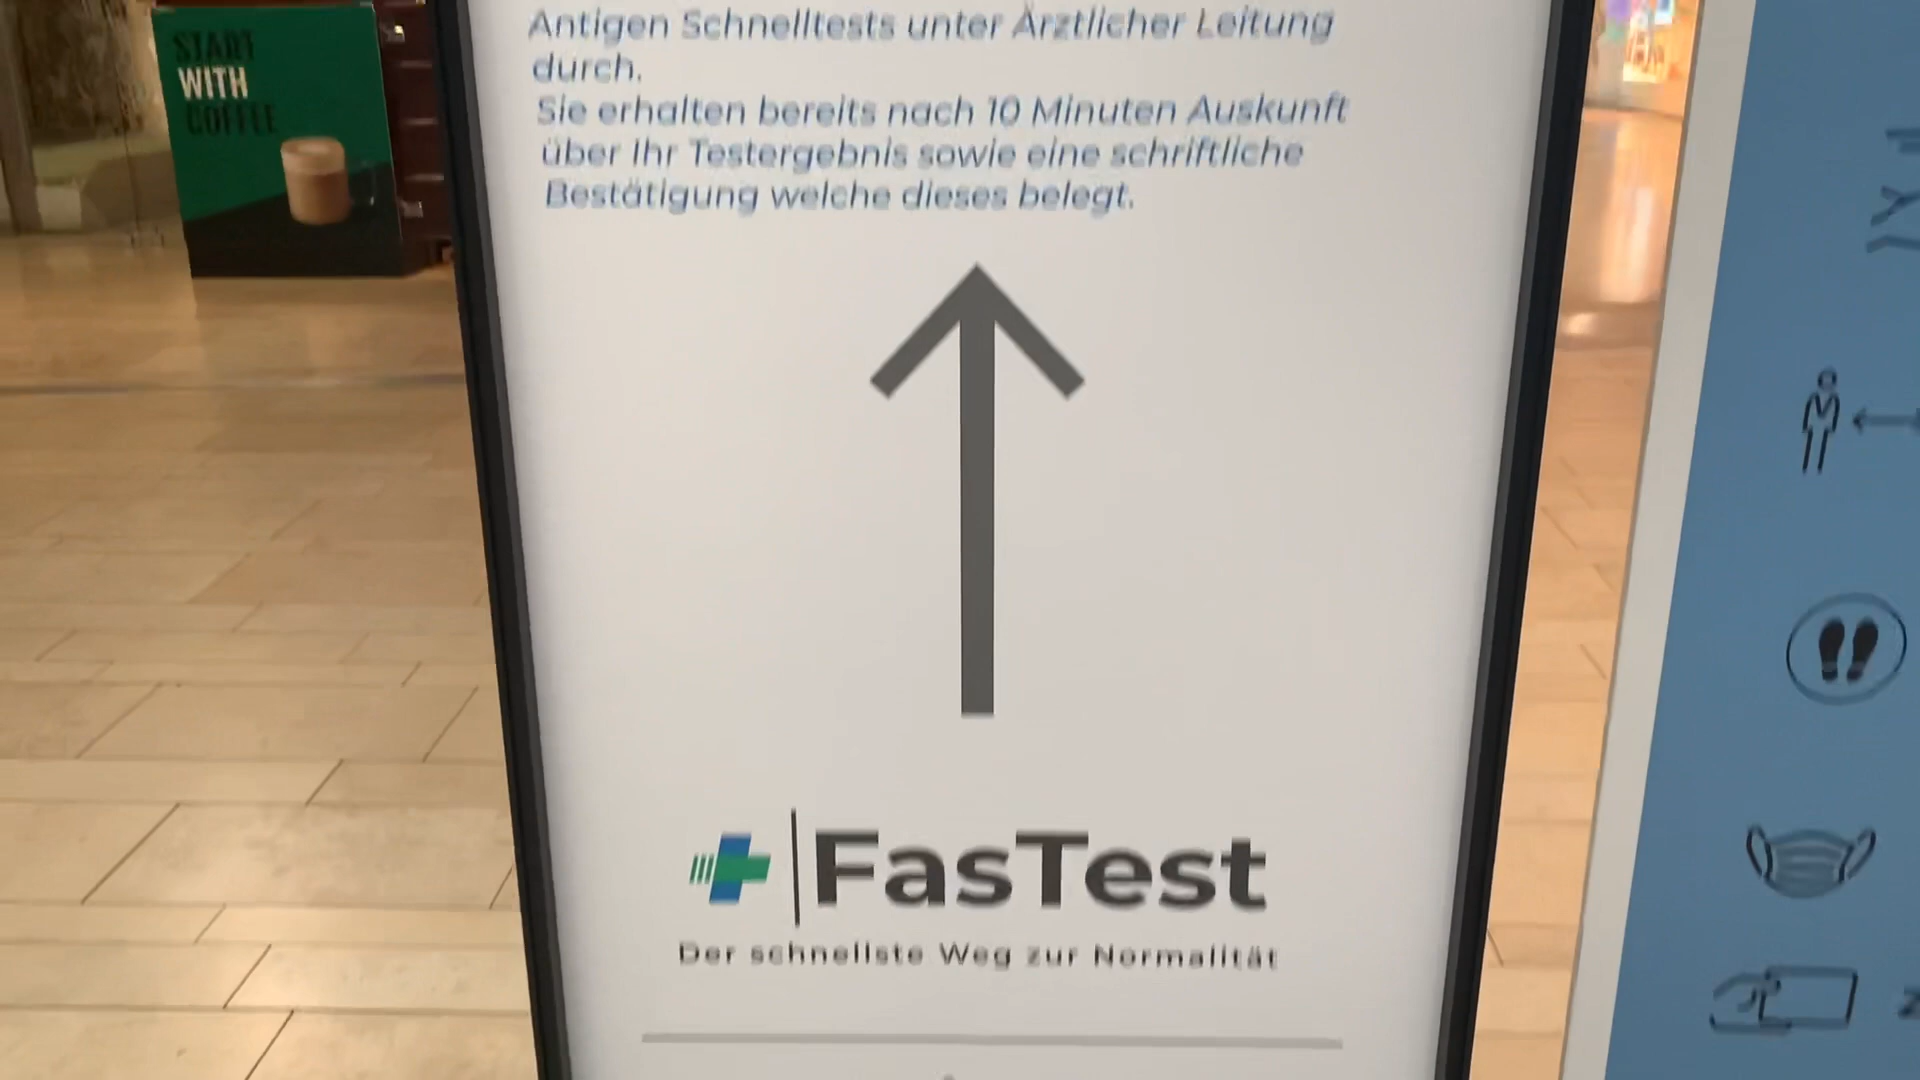 START
WITH
COFFEE
Antigen Schnelltests unter Ärztlicher Leitung
durch.
Sie erhalten bereits nach 10 Minuten Auskunft
über Ihr Testergebnis sowie eine schriftliche
Bestätigung welche dieses belegt.
FasTest
Der schnellste Weg zur Normalität